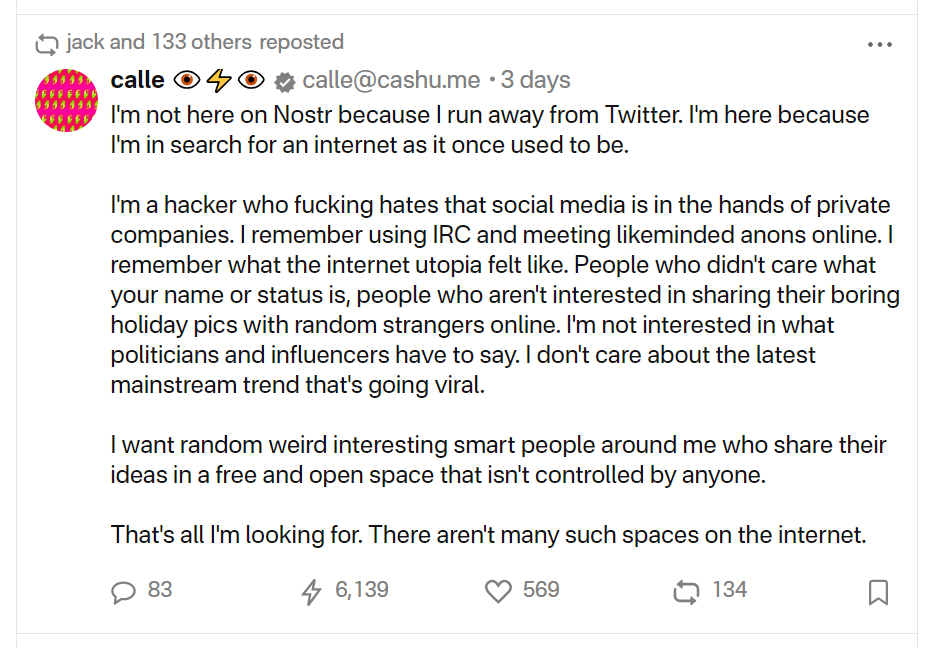 jack and 133 others reposted
calle 👁️⚡👁️ calle@cashu.me • 3 days
I'm not here on Nostr because I run away from Twitter. I'm here because
I'm in search for an internet as it once used to be.
I'm a hacker who fucking hates that social media is in the hands of private
companies. I remember using IRC and meeting likeminded anons online. I
remember what the internet utopia felt like. People who didn't care what
your name or status is, people who aren't interested in sharing their boring
holiday pics with random strangers online. I'm not interested in what
politicians and influencers have to say. I don't care about the latest
mainstream trend that's going viral.
I want random weird interesting smart people around me who share their
ideas in a free and open space that isn't controlled by anyone.
That's all I'm looking for. There aren't many such spaces on the internet.
83 6,139 569 134